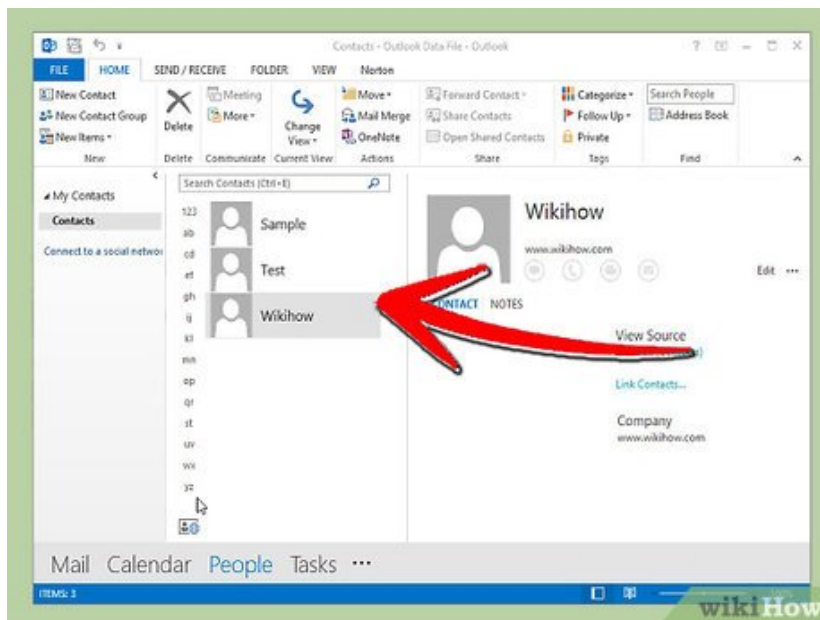 Contacts - Outlook Data File - Outlook
FILE HOME SEND / RECEIVE FOLDER VIEW Norton
New Contact
New Contact Group
New Items
New
Delete
Delete
Meeting
More
Communicate
Change
View
Current View
Move
Mail Merge
OneNote
Actions
Forward Contact
Share Contacts
Open Shared Contacts
Share
Categorize
Follow Up
Private
Tags
Search People
Address Book
Find
My Contacts
Contacts
Connect to a social networ
Search Contacts (Ctrl+E)
123
ab
cd
ef
gh
ij
kl
mn
op
qr
st
uv
wx
yz
Sample
Test
Wikihow
Wikihow
www.wikihow.com
Edit
CONTACT NOTES
View Source
Link Contacts...
Company
www.wikihow.com
Mail Calendar People Tasks
ITEMS: 3
wikiHow